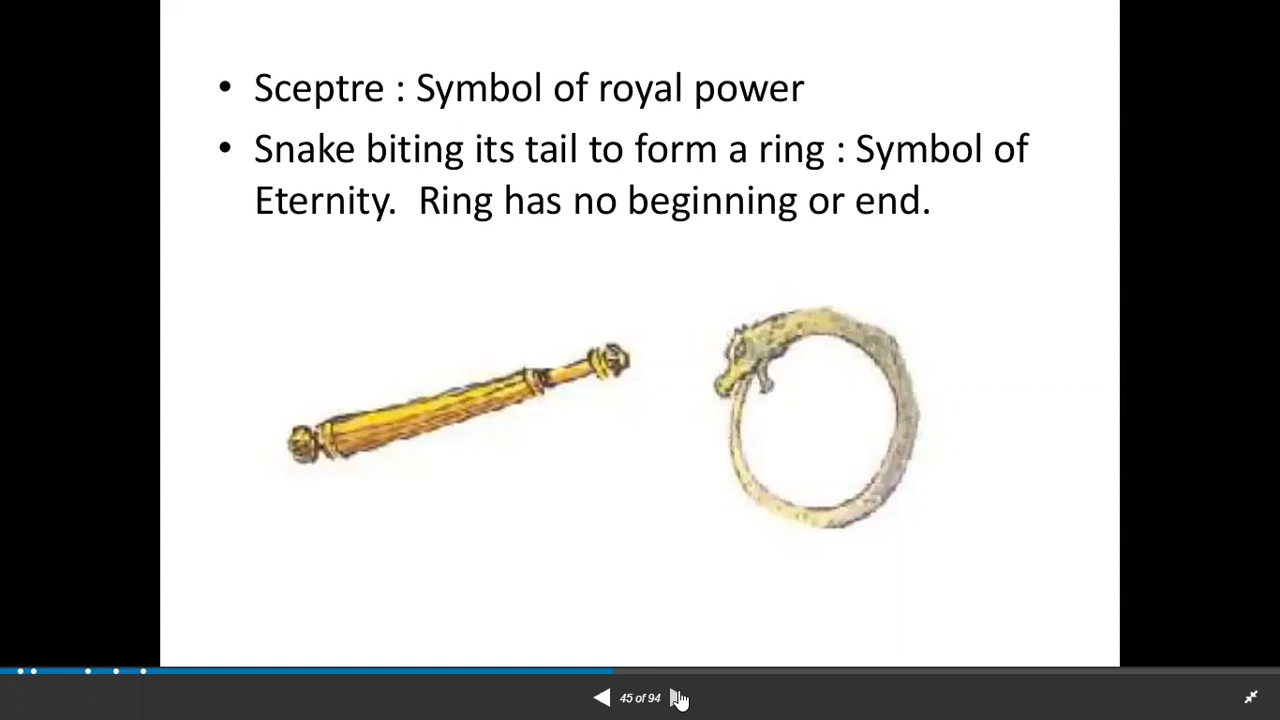 • Sceptre : Symbol of royal power
• Snake biting its tail to form a ring : Symbol of
Eternity.  Ring has no beginning or end.
45 of 94